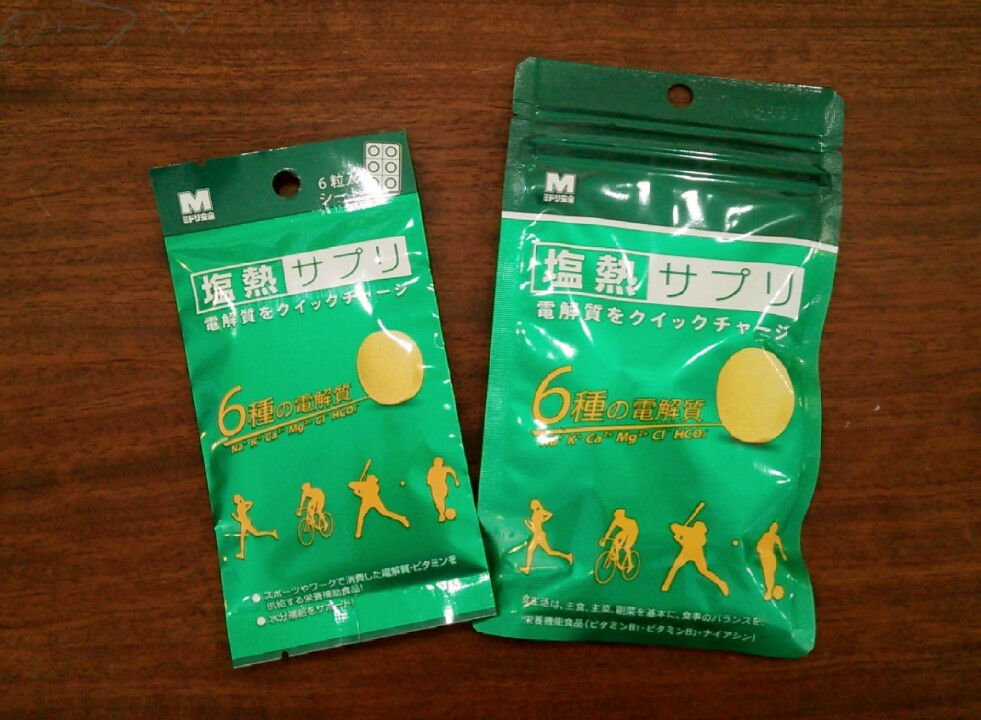 M
ミドリ安全
6粒入
シート
塩熱サプリ
電解質をクイックチャージ
6種の電解質
Na⁺ K⁺ Ca²⁺ Mg²⁺ Cl⁻ HCO₃⁻
●スポーツやワークで消費した電解質・ビタミンを
供給する栄養補助食品!
●水分補給をサポート!
M
ミドリ安全
塩熱サプリ
電解質をクイックチャージ
6種の電解質
Na⁺ K⁺ Ca²⁺ Mg²⁺ Cl⁻ HCO₃⁻
食生活は、主食、主菜、副菜を基本に、食事のバランスを。
栄養機能食品(ビタミンB₁・ビタミンB₂・ナイアシン)